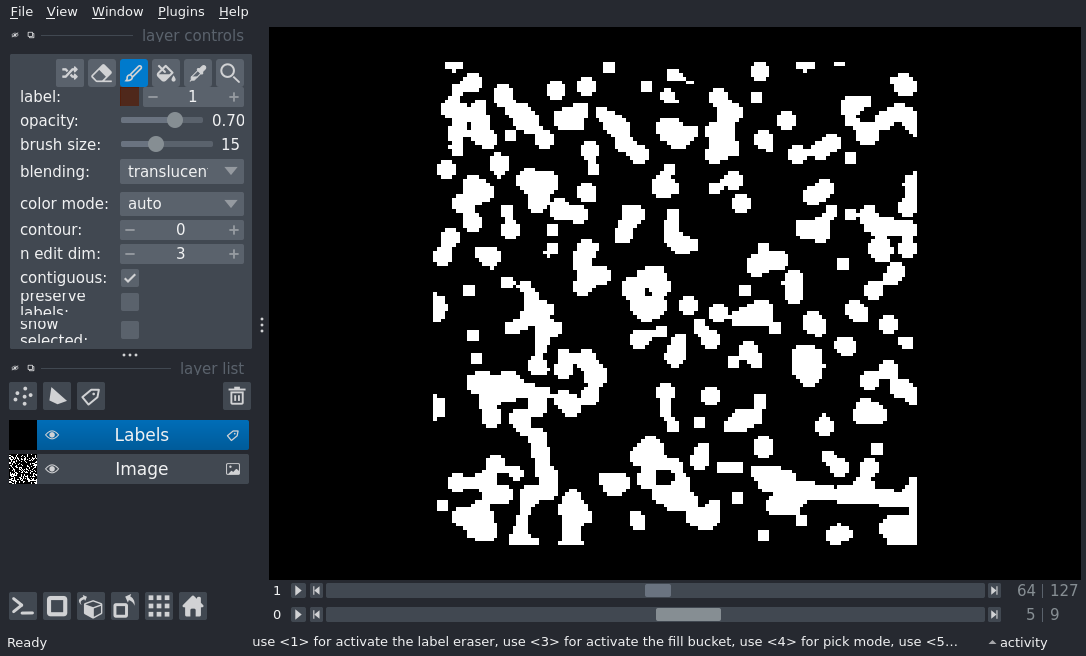 File View Window Plugins Help
layer controls
label: 1
opacity: 0.70
brush size: 15
blending: translucen
color mode: auto
contour: 0
n edit dim: 3
contiguous:
preserve
labels:
show
selected:
layer list
Labels
Image
1 64 127
0 5 9
Ready use <1> for activate the label eraser, use <3> for activate the fill bucket, use <4> for pick mode, use <5... activity